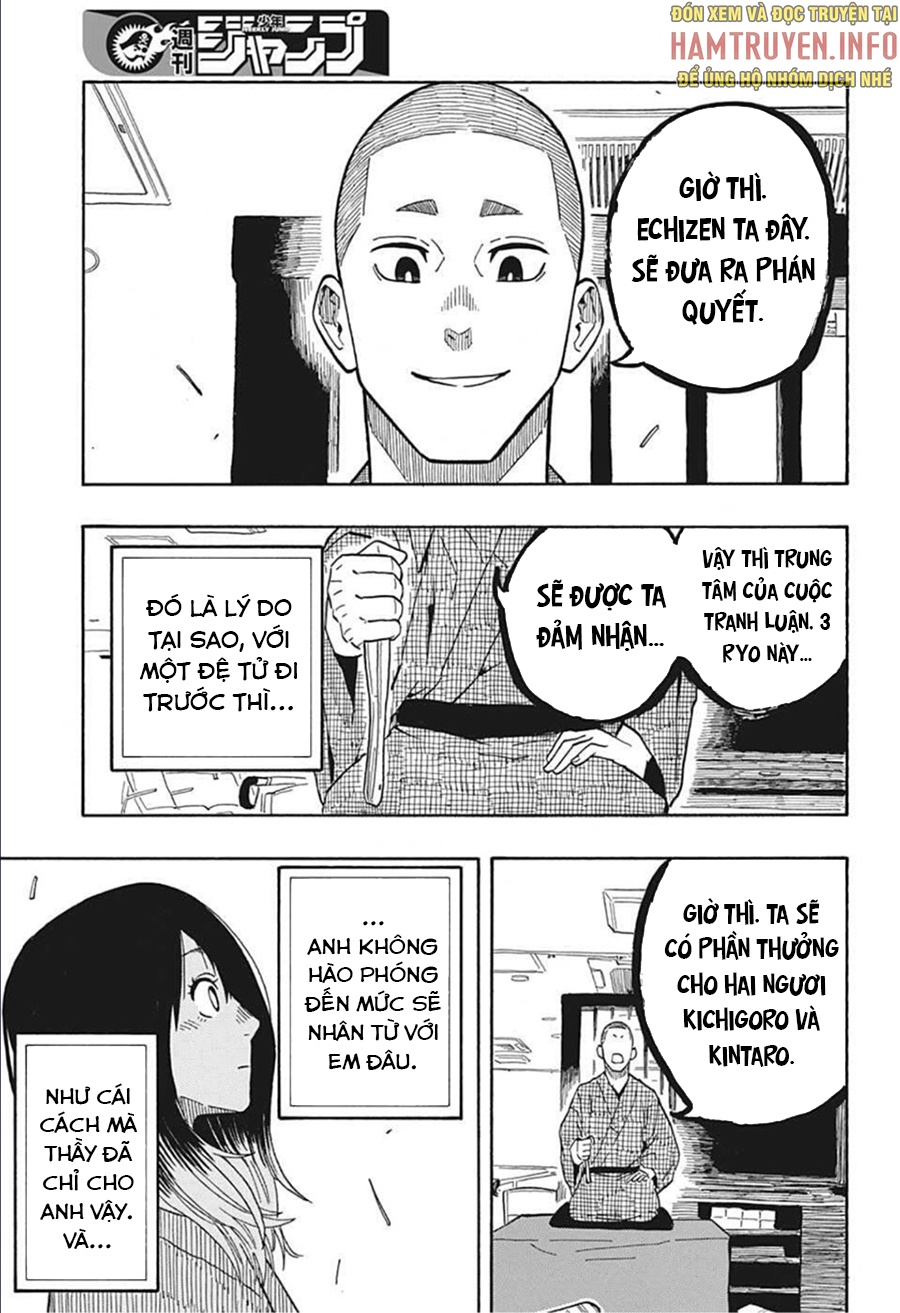 ĐÓN XEM VÀ ĐỌC TRUYỆN TẠI
HAMTRUYEN.INFO
ĐỂ ỦNG HỘ NHÓM DỊCH NHÉ
週刊
少年
WEEKLY JUMP
ジャンプ
GIỜ THÌ.
ECHIZEN TA ĐÂY.
SẼ ĐƯA RA PHÁN
QUYẾT.
VẬY THÌ TRUNG
TÂM CỦA CUỘC
TRANH LUẬN. 3
RYO NÀY...
SẼ ĐƯỢC TA
ĐẢM NHẬN...
ĐÓ LÀ LÝ DO
TẠI SAO, VỚI
MỘT ĐỆ TỬ ĐI
TRƯỚC THÌ...
GIỜ THÌ. TA SẼ
CÓ PHẦN THƯỞNG
CHO HAI NGƯƠI
KICHIGORO VÀ
KINTARO.
...
ANH KHÔNG
HÀO PHÓNG
ĐẾN MỨC SẼ
NHÂN TỪ VỚI
EM ĐÂU.
NHƯ CÁI
CÁCH MÀ
THẦY ĐÃ
CHỈ CHO
ANH VẬY.
VÀ...